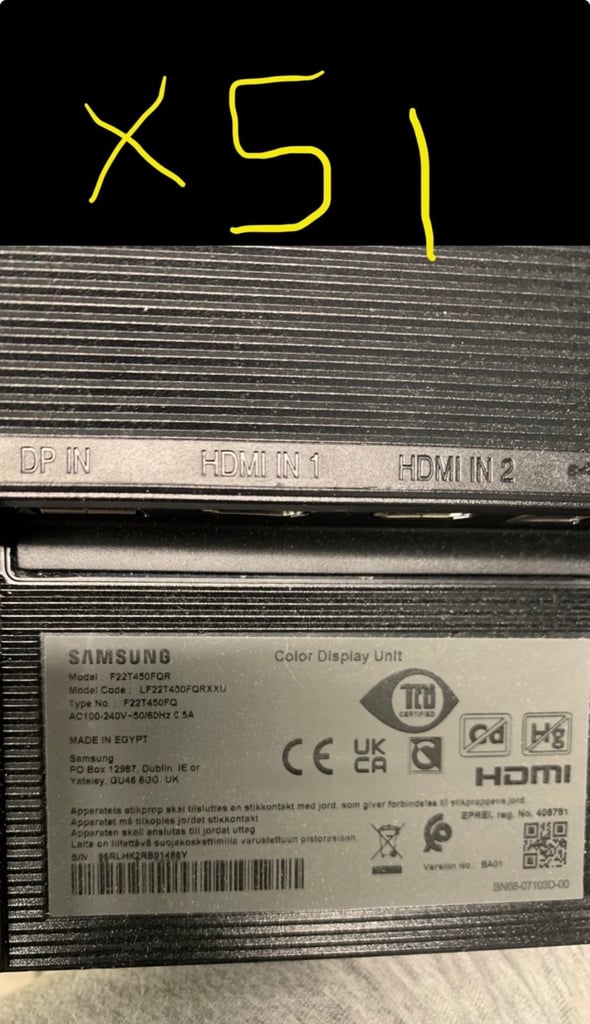 x51
DP IN HDMI IN 1 HDMI IN 2
SAMSUNG Color Display Unit
Model : F22T450FQR
Model Code : LF22T450FQRXXU
Type No. : F22T450FQ
AC100-240V~50/60Hz 0.5A
TCO
CERTIFIED
MADE IN EGYPT
CE UK CA Cd Hg
Samsung
PO Box 12987, Dublin. IE or
Yateley, GU46 6GG. UK
HDMI
Apparatets stikprop skal tilsluttes en stikkontakt med jord, som giver forbindelse til stikproppens jord.
Apparatet må tilkoples jordet stikkontakt
Apparaten skall anslutas till jordat uttag
Laite on liitettävä suojakoskettimilla varustettuun pistorasiaan.
EPREL reg. No. 408781
S/N : 06RLHK2RB01486Y
Version No : BA01
BN68-07103D-00